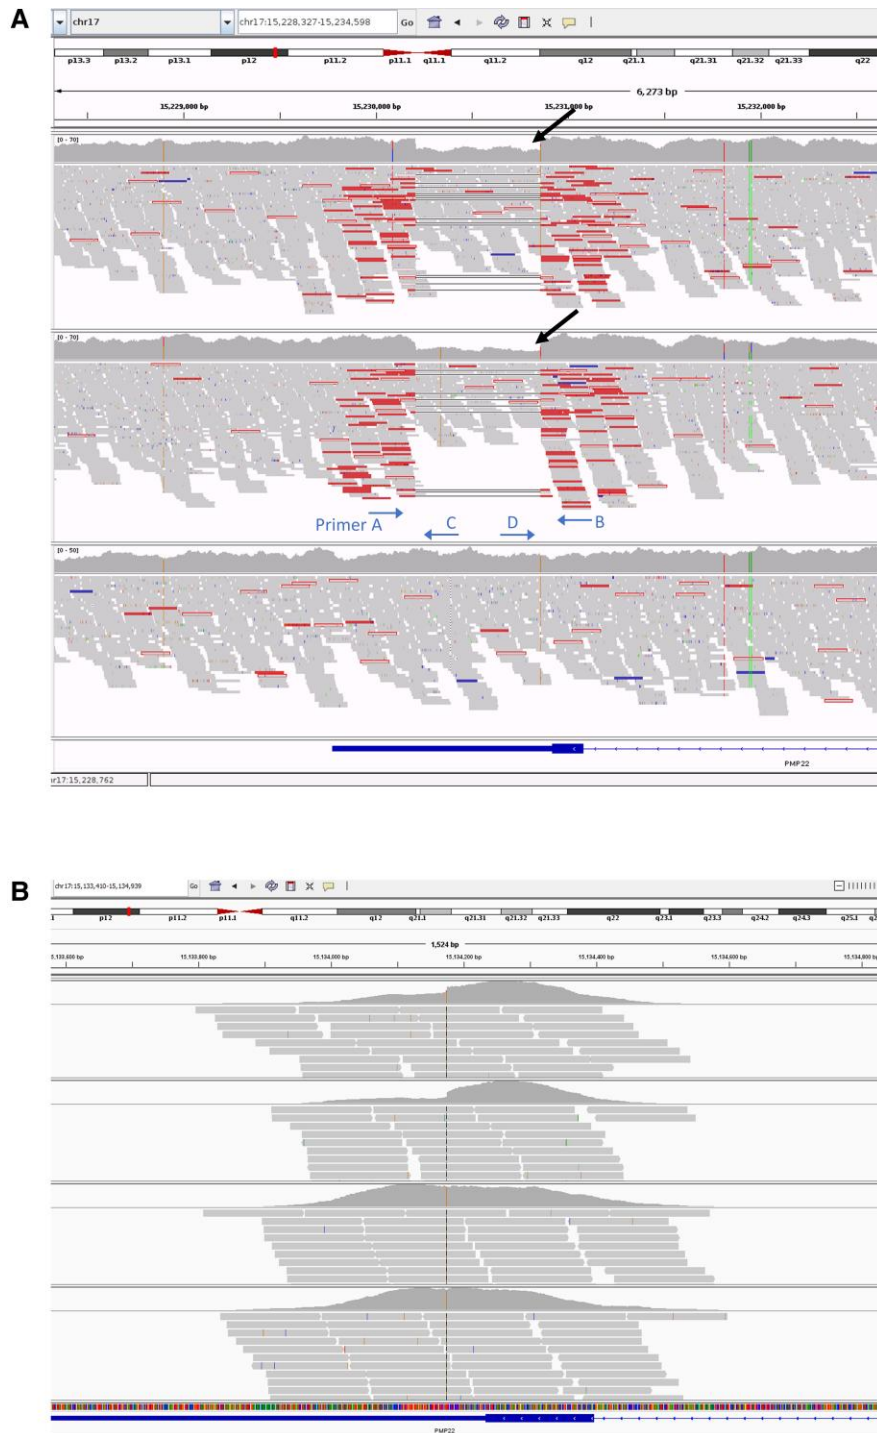 A
chr17 chr17:15,228,327-15,234,598 Go
p13.3 p13.2 p13.1 p12 p11.2 p11.1 q11.1 q11.2 q12 q21.1 q21.31 q21.32 q21.33 q22
6,273 bp
15,229,000 bp 15,230,000 bp 15,231,000 bp 15,232,000 bp
[0 - 70]
[0 - 70]
Primer A C D B
[0 - 50]
PMP22
chr17:15,228,762
B
chr17:15,133,410-15,134,939 Go
p12 p11.2 p11.1 q11.2 q12 q21.1 q21.31 q21.32 q21.33 q22 q23.1 q23.3 q24.2 q24.3 q25.1
1,524 bp
15,133,800 bp 15,134,000 bp 15,134,200 bp 15,134,400 bp 15,134,600 bp
PMP22